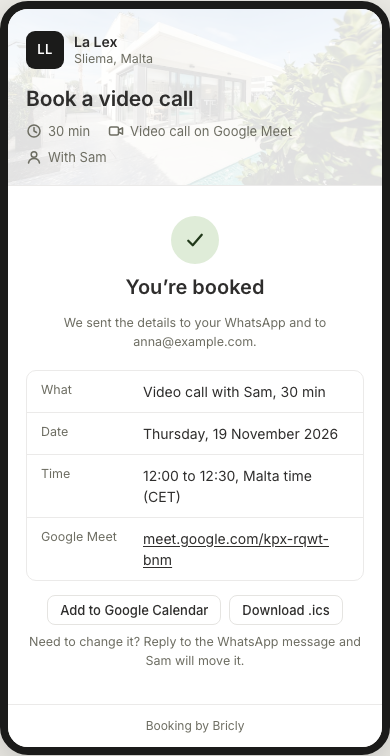 LL
La Lex
Sliema, Malta
Book a video call
30 min
Video call on Google Meet
With Sam
You’re booked
We sent the details to your WhatsApp and to
anna@example.com.
What
Video call with Sam, 30 min
Date
Thursday, 19 November 2026
Time
12:00 to 12:30, Malta time
(CET)
Google Meet
meet.google.com/kpx-rqwt-
bnm
Add to Google Calendar
Download .ics
Need to change it? Reply to the WhatsApp message and
Sam will move it.
Booking by Bricly